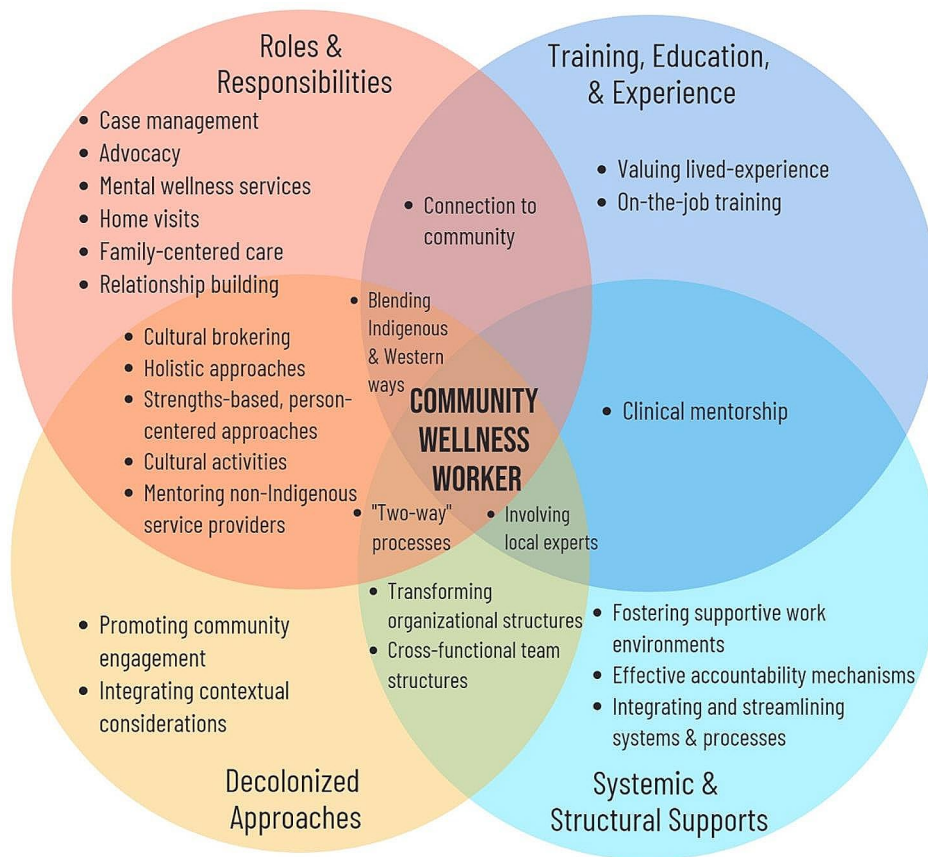 Roles &
Responsibilities
• Case management
• Advocacy
• Mental wellness services
• Home visits
• Family-centered care
• Relationship building
Training, Education,
& Experience
• Valuing lived-experience
• On-the-job training
• Connection to
community
• Blending
Indigenous
& Western
ways
• Cultural brokering
• Holistic approaches
• Strengths-based, person-
centered approaches
• Cultural activities
• Mentoring non-Indigenous
service providers
COMMUNITY
WELLNESS
WORKER
• Clinical mentorship
• "Two-way"
processes
• Involving
local experts
• Transforming
organizational structures
• Cross-functional team
structures
• Promoting community
engagement
• Integrating contextual
considerations
Decolonized
Approaches
• Fostering supportive work
environments
• Effective accountability mechanisms
• Integrating and streamlining
systems & processes
Systemic &
Structural Supports